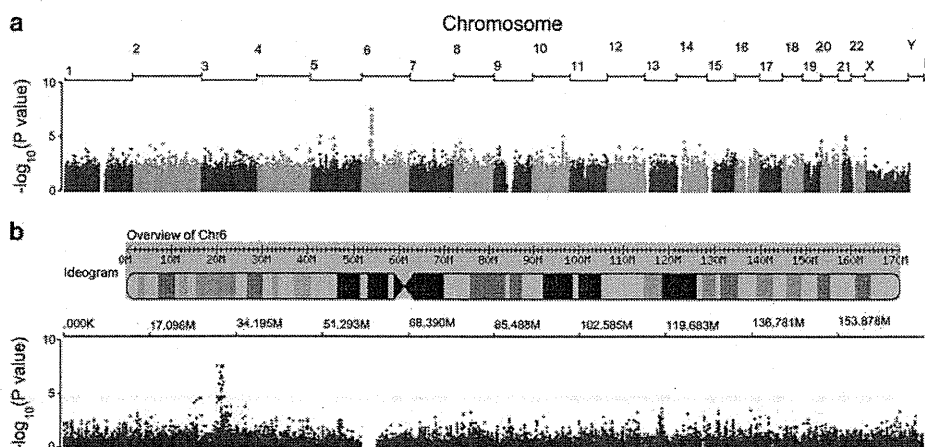 a
Chromosome
1 2 3 4 5 6 7 8 9 10 11 12 13 14 15 16 17 18 19 20 21 22 X Y
-log10(P value)
10
5
0
b
Overview of Chr6
0M 10M 20M 30M 40M 50M 60M 70M 80M 90M 100M 110M 120M 130M 140M 150M 160M 170M
Ideogram
.000K 17,096M 34,195M 51,293M 68,390M 85,488M 102,585M 119,683M 136,781M 153,878M
-log10(P value)
10
5
0